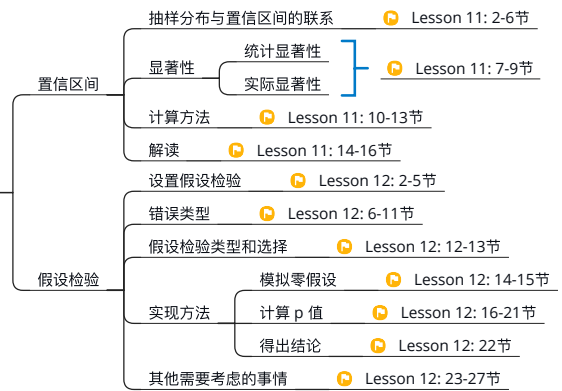 抽样分布与置信区间的联系 Lesson 11: 2-6节
置信区间
显著性
统计显著性
实际显著性
Lesson 11: 7-9节
计算方法 Lesson 11: 10-13节
解读 Lesson 11: 14-16节
假设检验
设置假设检验 Lesson 12: 2-5节
错误类型 Lesson 12: 6-11节
假设检验类型和选择 Lesson 12: 12-13节
实现方法
模拟零假设 Lesson 12: 14-15节
计算 p 值 Lesson 12: 16-21节
得出结论 Lesson 12: 22节
其他需要考虑的事情 Lesson 12: 23-27节